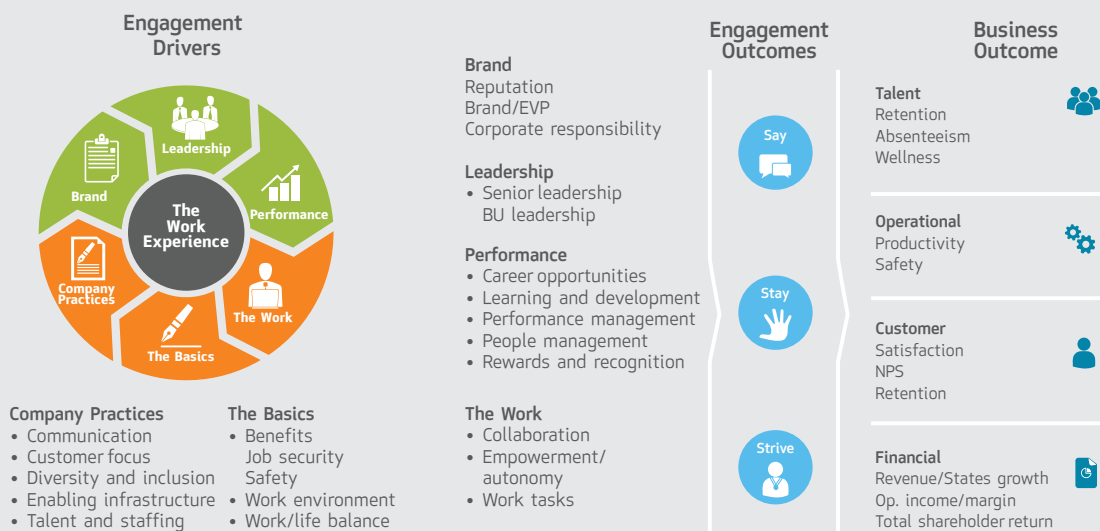 Engagement
Drivers
Leadership
Brand
Performance
The
Work
Experience
Company
Practices
The Work
The Basics
Company Practices
• Communication
• Customer focus
• Diversity and inclusion
• Enabling infrastructure
• Talent and staffing
The Basics
• Benefits
Job security
Safety
• Work environment
• Work/life balance
Brand
Reputation
Brand/EVP
Corporate responsibility
Leadership
• Senior leadership
BU leadership
Performance
• Career opportunities
• Learning and development
• Performance management
• People management
• Rewards and recognition
The Work
• Collaboration
• Empowerment/
autonomy
• Work tasks
Engagement
Outcomes
Say
Stay
Strive
Business
Outcome
Talent
Retention
Absenteeism
Wellness
Operational
Productivity
Safety
Customer
Satisfaction
NPS
Retention
Financial
Revenue/States growth
Op. income/margin
Total shareholder return